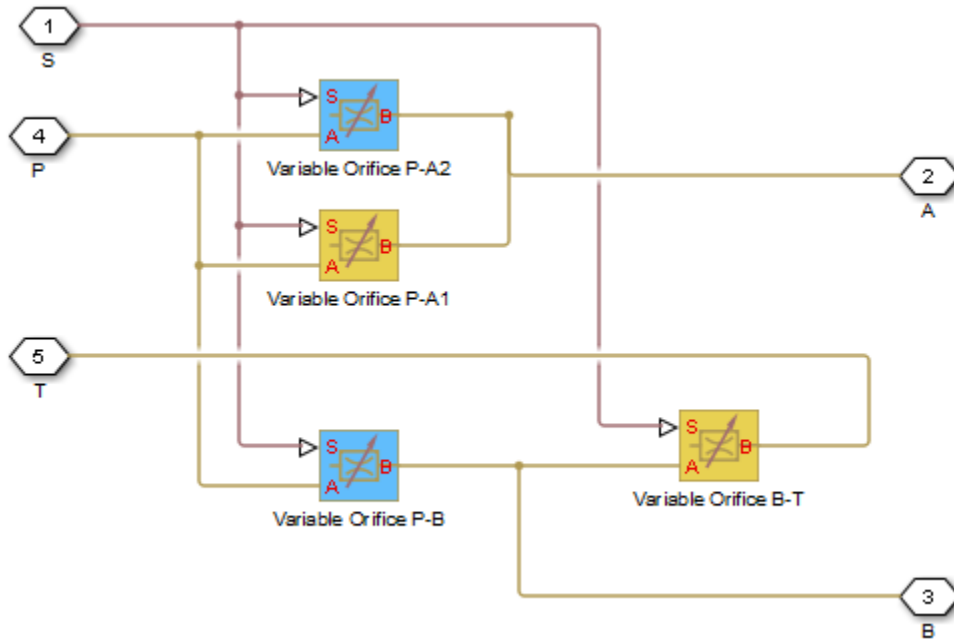 1
S
S
B
A
Variable Orifice P-A2
4
P
2
A
S
B
A
Variable Orifice P-A1
5
T
S
B
A
Variable Orifice P-B
S
B
A
Variable Orifice B-T
3
B